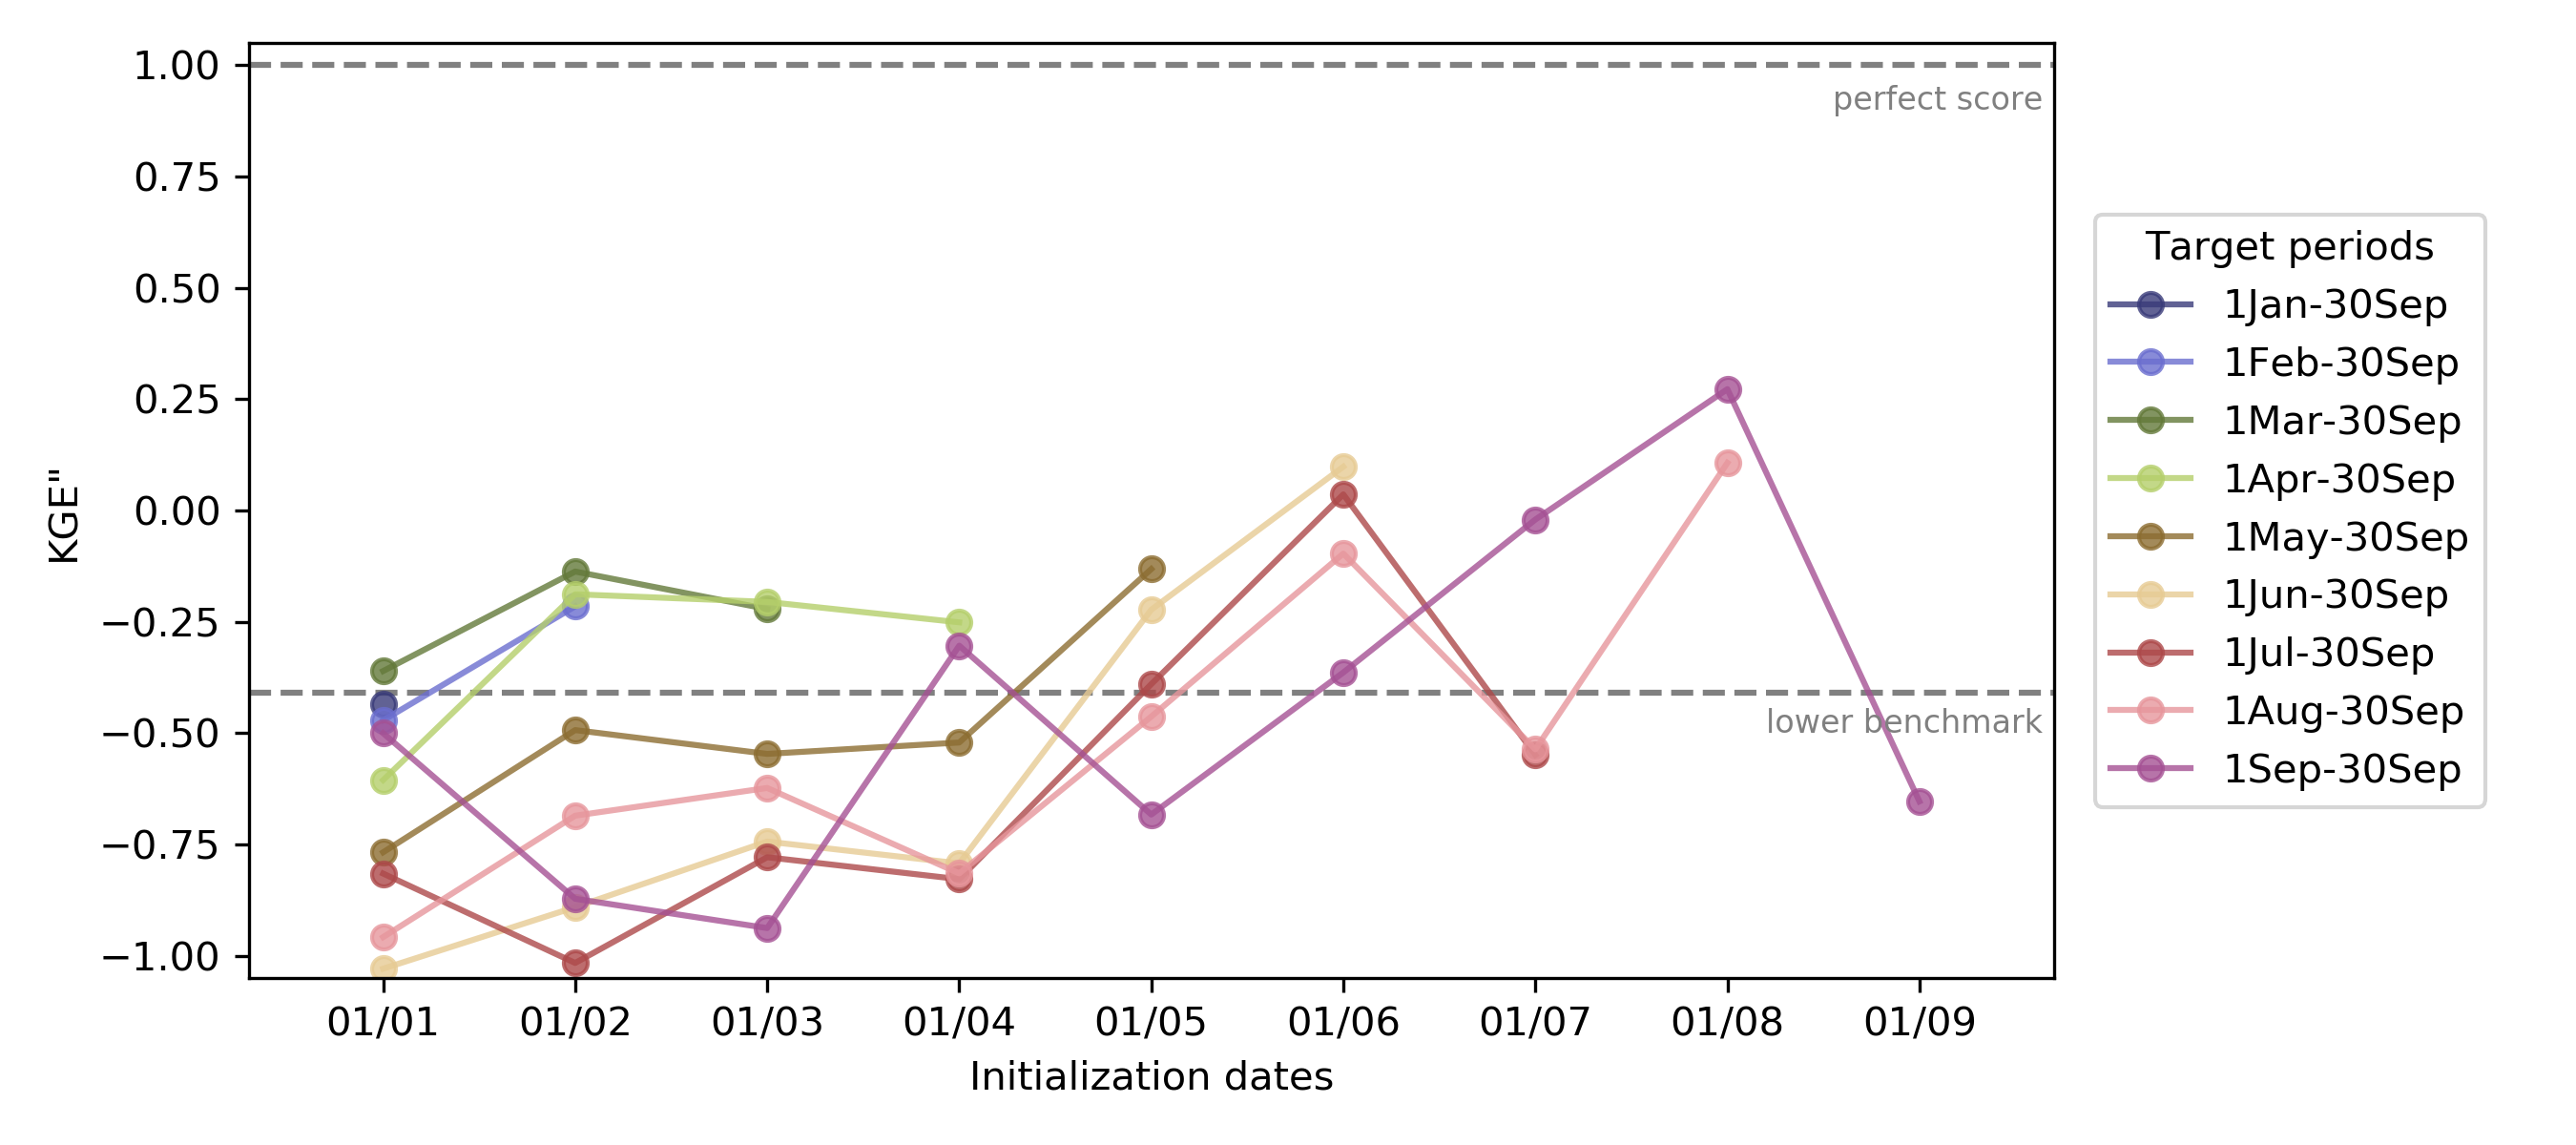 1.00
0.75
0.50
0.25
0.00
−0.25
−0.50
−0.75
−1.00
KGE"
perfect score
lower benchmark
01/01 01/02 01/03 01/04 01/05 01/06 01/07 01/08 01/09
Initialization dates
Target periods
1Jan-30Sep
1Feb-30Sep
1Mar-30Sep
1Apr-30Sep
1May-30Sep
1Jun-30Sep
1Jul-30Sep
1Aug-30Sep
1Sep-30Sep